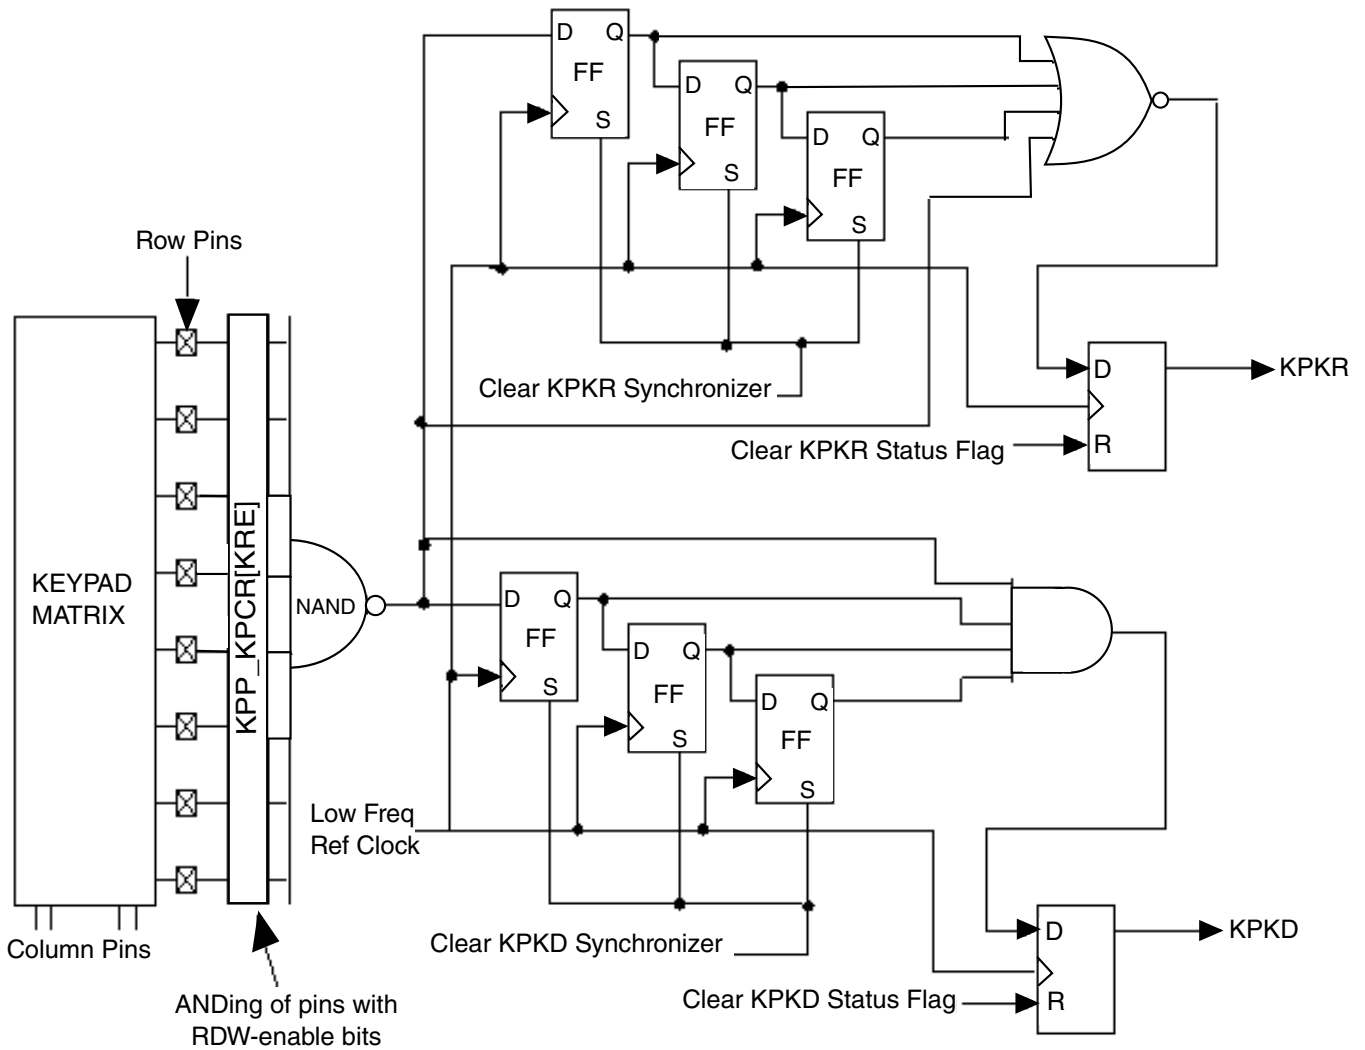 D Q
FF
S
D Q
FF
S
D Q
FF
S
Row Pins
Clear KPKR Synchronizer
D
R
KPKR
Clear KPKR Status Flag
KEYPAD
MATRIX
KPP_KPCR[KRE]
NAND
D Q
FF
S
D Q
FF
S
D Q
FF
S
Low Freq
Ref Clock
Column Pins
Clear KPKD Synchronizer
D
R
KPKD
Clear KPKD Status Flag
ANDing of pins with
RDW-enable bits